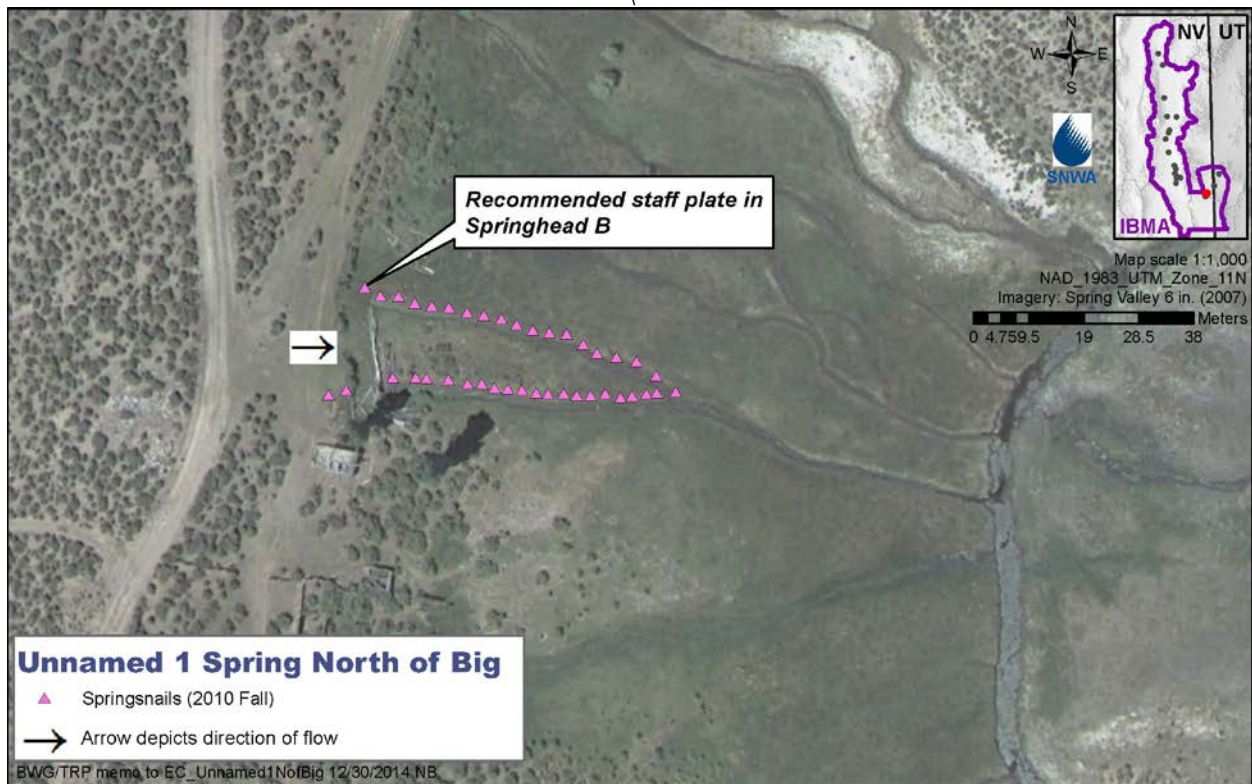 N
W E
S
NV UT
SNWA
IBMA
Map scale 1:1,000
NAD_1983_UTM_Zone_11N
Imagery: Spring Valley 6 in. (2007)
Meters
0 4.75 9.5 19 28.5 38
Recommended staff plate in
Springhead B
Unnamed 1 Spring North of Big
Springsnails (2010 Fall)
Arrow depicts direction of flow
BWG/TRP memo to EC_Unnamed1NofBig 12/30/2014 NB